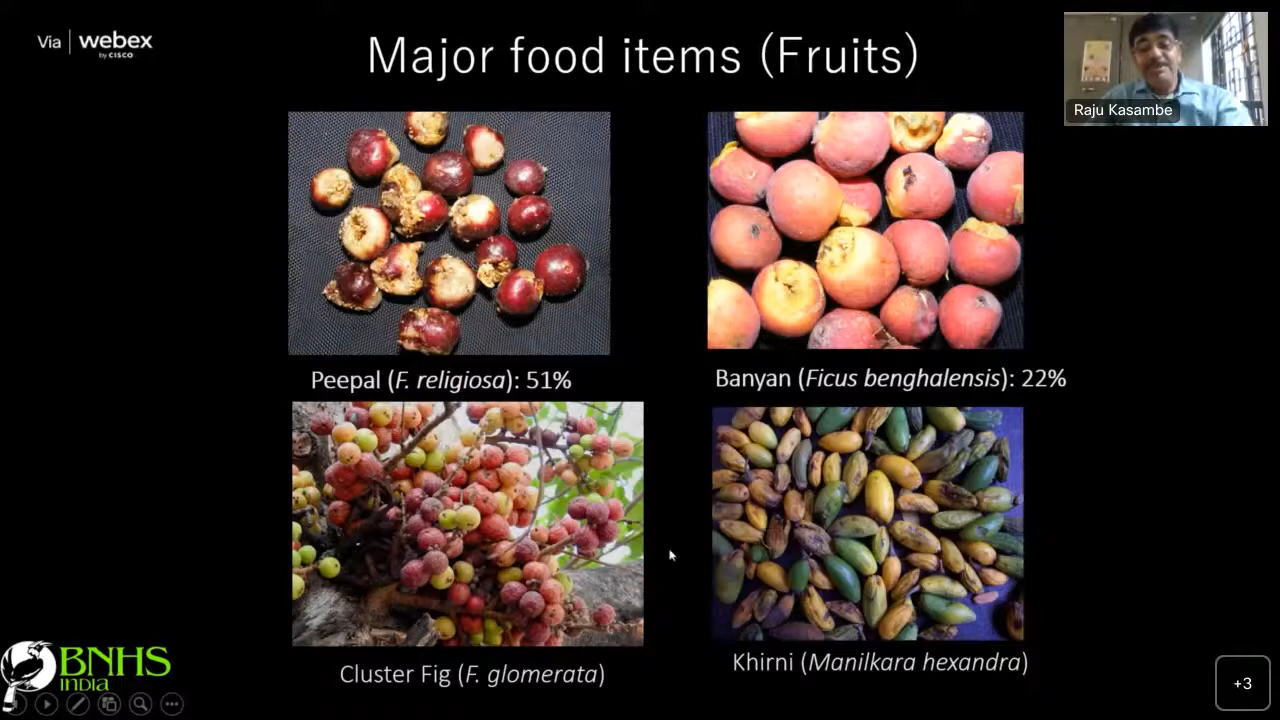 Via | webex
by CISCO
Major food items (Fruits)
Raju Kasambe
Peepal (F. religiosa): 51%
Banyan (Ficus benghalensis): 22%
Cluster Fig (F. glomerata)
Khirni (Manilkara hexandra)
BNHS
INDIA
+3